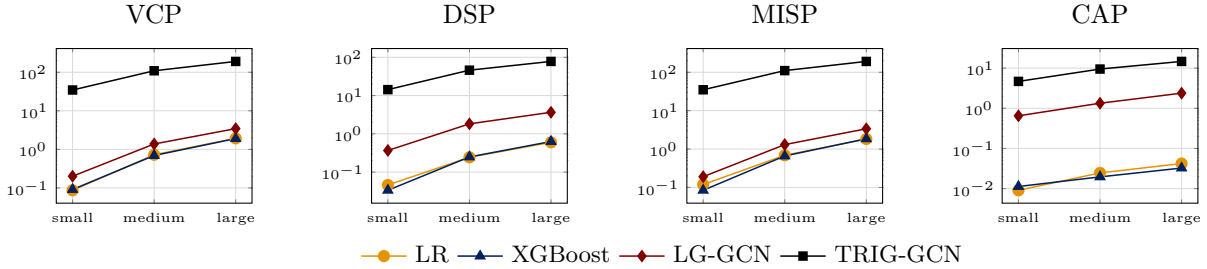 VCP DSP MISP CAP
10^2 10^2 10^2 10^1
10^1 10^1 10^1 10^0
10^0 10^0 10^0 10^-1
10^-1 10^-1 10^-1 10^-2
small medium large small medium large small medium large small medium large
LR XGBoost LG-GCN TRIG-GCN